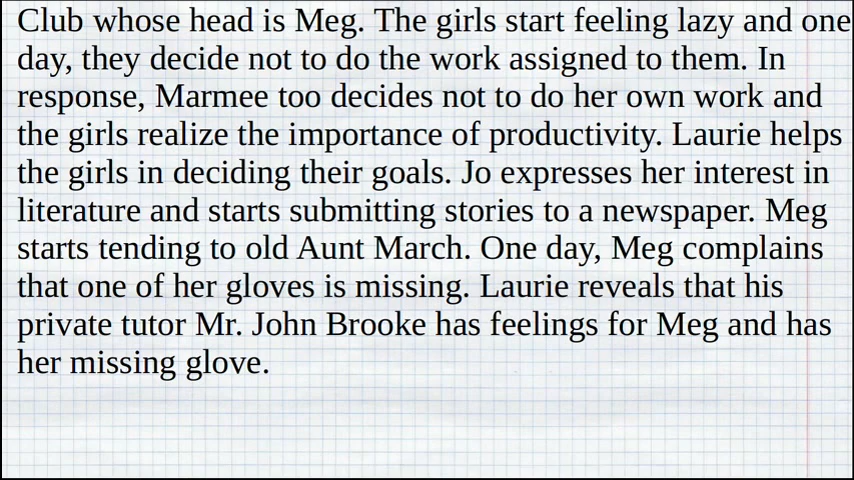 Club whose head is Meg. The girls start feeling lazy and one
day, they decide not to do the work assigned to them. In
response, Marmee too decides not to do her own work and
the girls realize the importance of productivity. Laurie helps
the girls in deciding their goals. Jo expresses her interest in
literature and starts submitting stories to a newspaper. Meg
starts tending to old Aunt March. One day, Meg complains
that one of her gloves is missing. Laurie reveals that his
private tutor Mr. John Brooke has feelings for Meg and has
her missing glove.